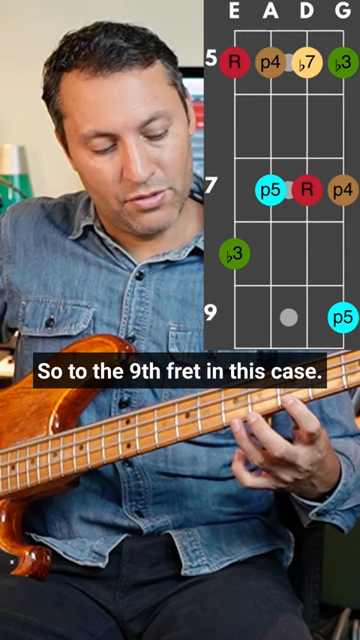 E A D G
5 R p4 ♭7 ♭3
7 p5 R p4
♭3
9 p5
So to the 9th fret in this case.